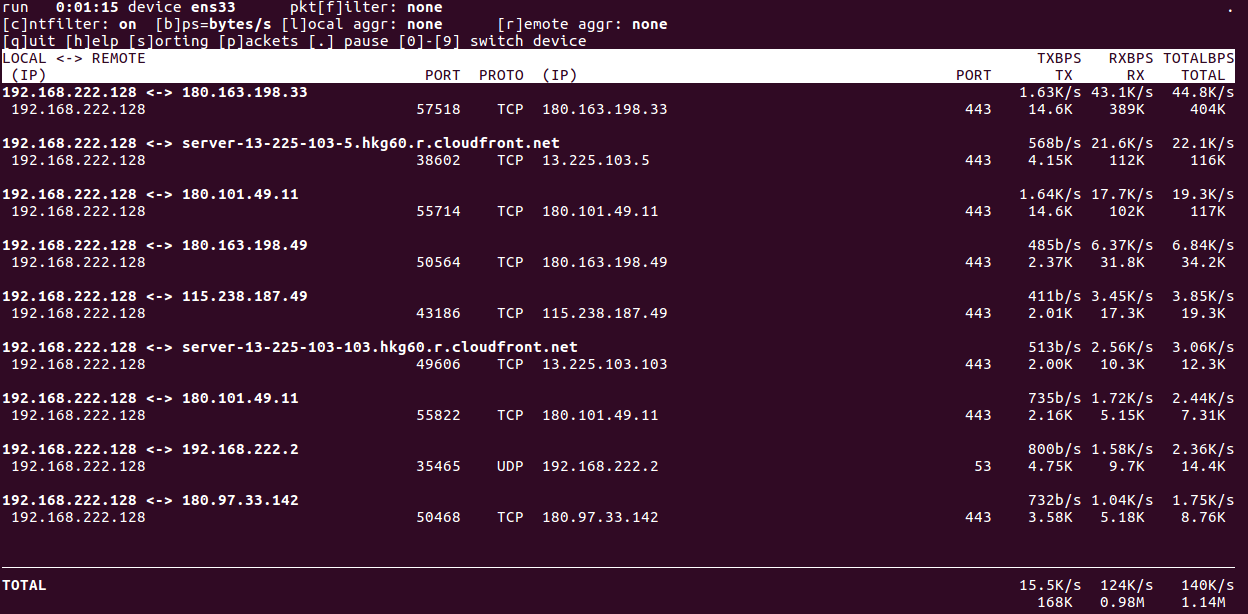 run   0:01:15 device ens33      pkt[f]ilter: none                                                                                       .
[c]ntfilter: on  [b]ps=bytes/s [l]ocal aggr: none      [r]emote aggr: none
[q]uit [h]elp [s]orting [p]ackets [.] pause [0]-[9] switch device
LOCAL <-> REMOTE TXBPS RXBPS TOTALBPS
(IP) PORT PROTO (IP) PORT TX RX TOTAL
192.168.222.128 <-> 180.163.198.33 1.63K/s 43.1K/s 44.8K/s
192.168.222.128 57518 TCP 180.163.198.33 443 14.6K 389K 404K
192.168.222.128 <-> server-13-225-103-5.hkg60.r.cloudfront.net 568b/s 21.6K/s 22.1K/s
192.168.222.128 38602 TCP 13.225.103.5 443 4.15K 112K 116K
192.168.222.128 <-> 180.101.49.11 1.64K/s 17.7K/s 19.3K/s
192.168.222.128 55714 TCP 180.101.49.11 443 14.6K 102K 117K
192.168.222.128 <-> 180.163.198.49 485b/s 6.37K/s 6.84K/s
192.168.222.128 50564 TCP 180.163.198.49 443 2.37K 31.8K 34.2K
192.168.222.128 <-> 115.238.187.49 411b/s 3.45K/s 3.85K/s
192.168.222.128 43186 TCP 115.238.187.49 443 2.01K 17.3K 19.3K
192.168.222.128 <-> server-13-225-103-103.hkg60.r.cloudfront.net 513b/s 2.56K/s 3.06K/s
192.168.222.128 49606 TCP 13.225.103.103 443 2.00K 10.3K 12.3K
192.168.222.128 <-> 180.101.49.11 735b/s 1.72K/s 2.44K/s
192.168.222.128 55822 TCP 180.101.49.11 443 2.16K 5.15K 7.31K
192.168.222.128 <-> 192.168.222.2 800b/s 1.58K/s 2.36K/s
192.168.222.128 35465 UDP 192.168.222.2 53 4.75K 9.7K 14.4K
192.168.222.128 <-> 180.97.33.142 732b/s 1.04K/s 1.75K/s
192.168.222.128 50468 TCP 180.97.33.142 443 3.58K 5.18K 8.76K
TOTAL 15.5K/s 124K/s 140K/s
168K 0.98M 1.14M